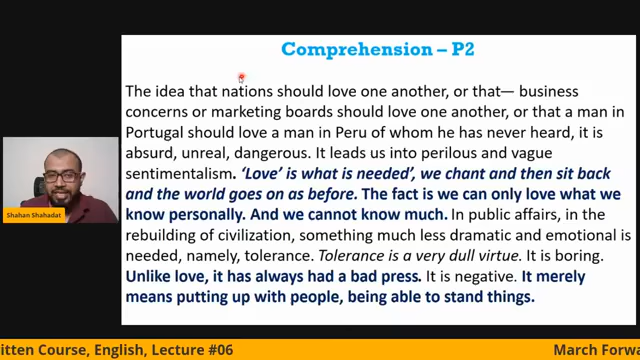 Comprehension – P2
The idea that nations should love one another, or that— business
concerns or marketing boards should love one another, or that a man in
Portugal should love a man in Peru of whom he has never heard, it is
absurd, unreal, dangerous. It leads us into perilous and vague
sentimentalism. ‘Love’ is what is needed’, we chant and then sit back
and the world goes on as before. The fact is we can only love what we
know personally. And we cannot know much. In public affairs, in the
rebuilding of civilization, something much less dramatic and emotional is
needed, namely, tolerance. Tolerance is a very dull virtue. It is boring.
Unlike love, it has always had a bad press. It is negative. It merely
means putting up with people, being able to stand things.
Shahan Shahadat
itten Course, English, Lecture #06
March Forwa